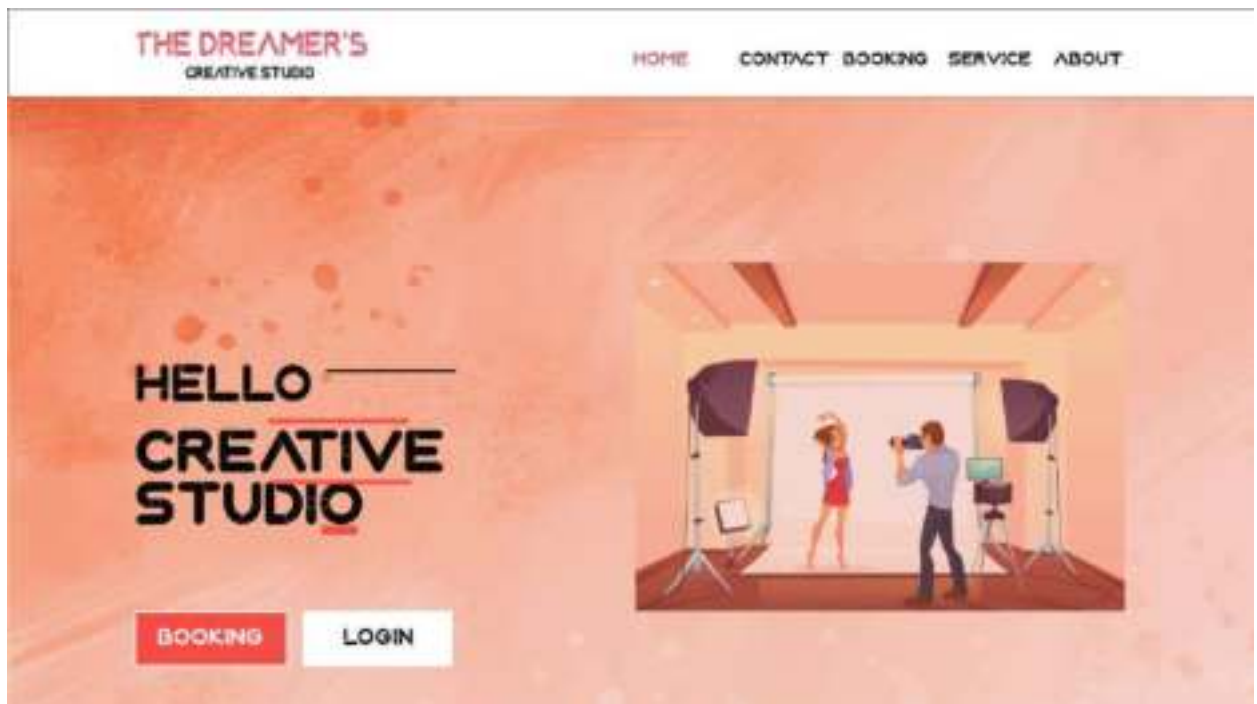 THE DREAMER'S
CREATIVE STUDIO
HOME CONTACT BOOKING SERVICE ABOUT
HELLO
CREATIVE
STUDIO
BOOKING LOGIN